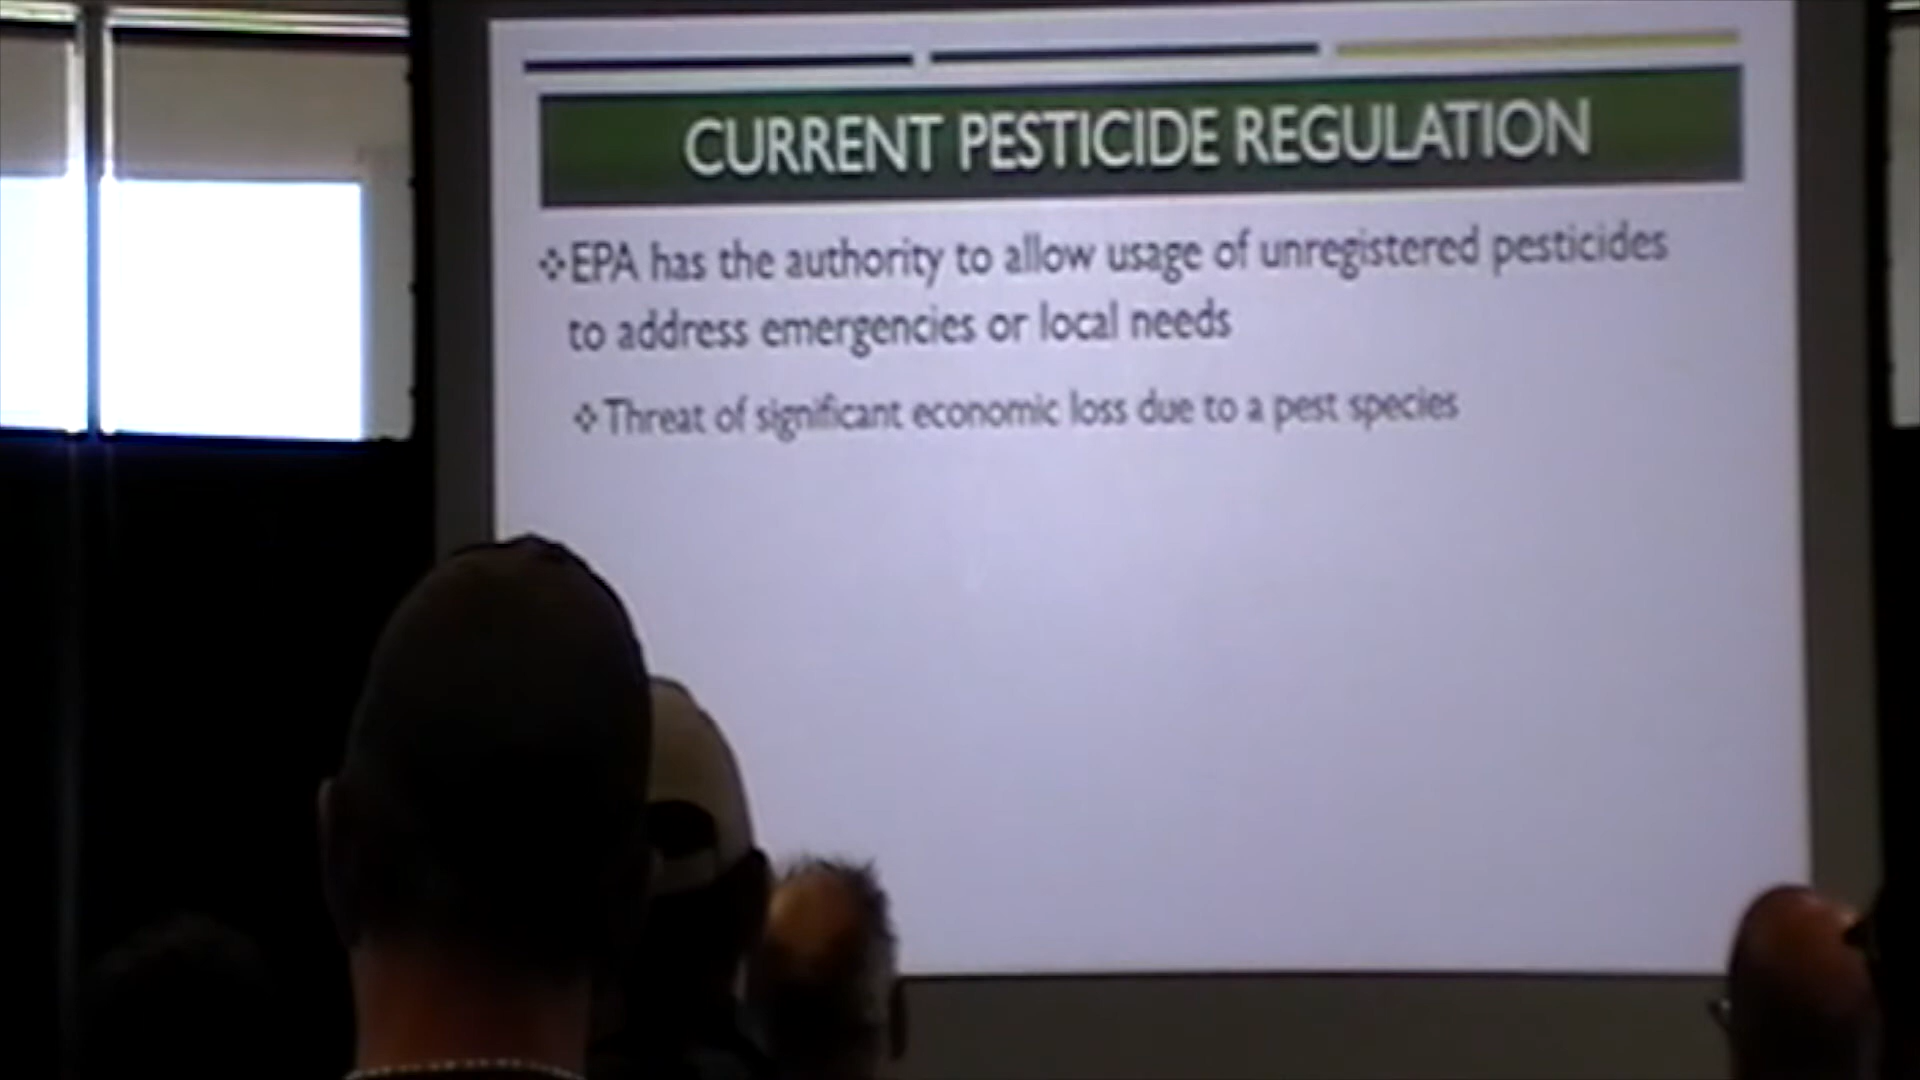 CURRENT PESTICIDE REGULATION
❖EPA has the authority to allow usage of unregistered pesticides
to address emergencies or local needs
❖Threat of significant economic loss due to a pest species